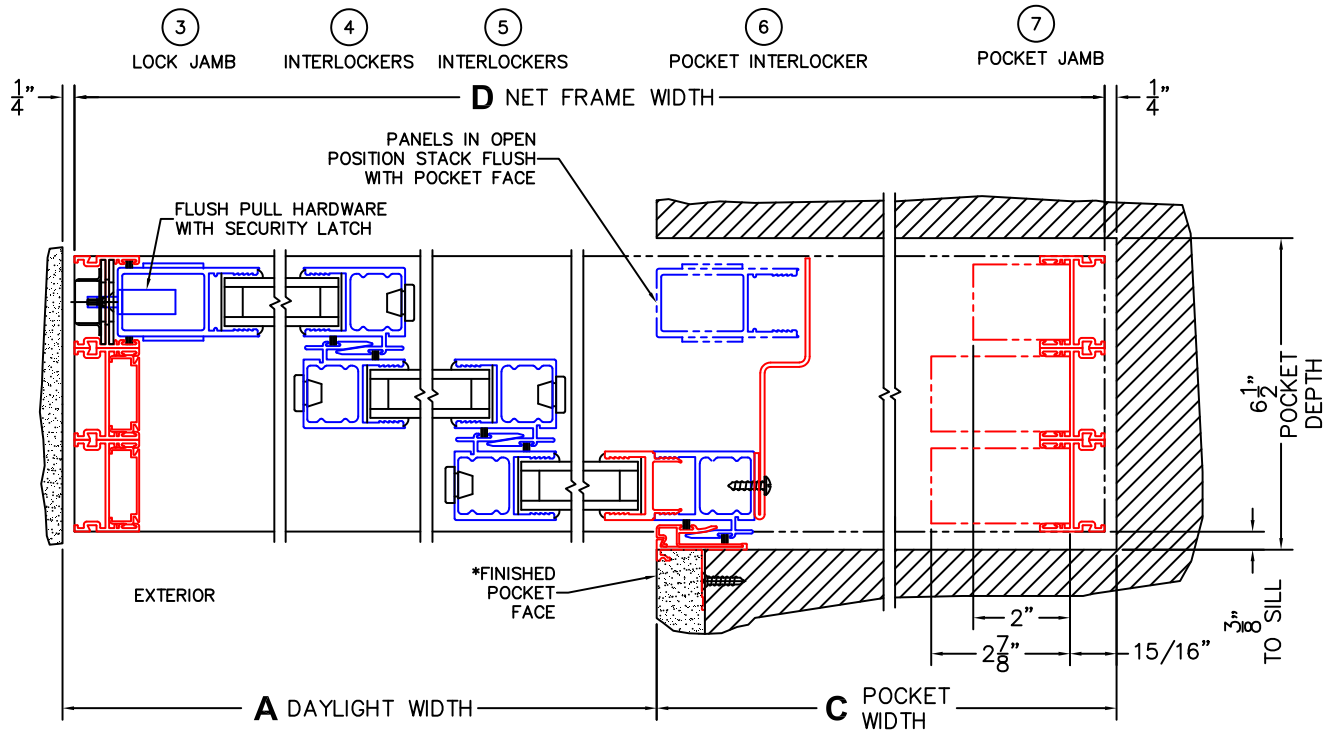 3 4 5 6 7
LOCK JAMB INTERLOCKERS INTERLOCKERS POCKET INTERLOCKER POCKET JAMB
1/4" D NET FRAME WIDTH 1/4"
PANELS IN OPEN
POSITION STACK FLUSH
WITH POCKET FACE
FLUSH PULL HARDWARE
WITH SECURITY LATCH
6 1/2"
POCKET
DEPTH
*FINISHED
POCKET
FACE
EXTERIOR
2"
2 7/8"
15/16"
3/8"
TO SILL
A DAYLIGHT WIDTH
C POCKET
WIDTH